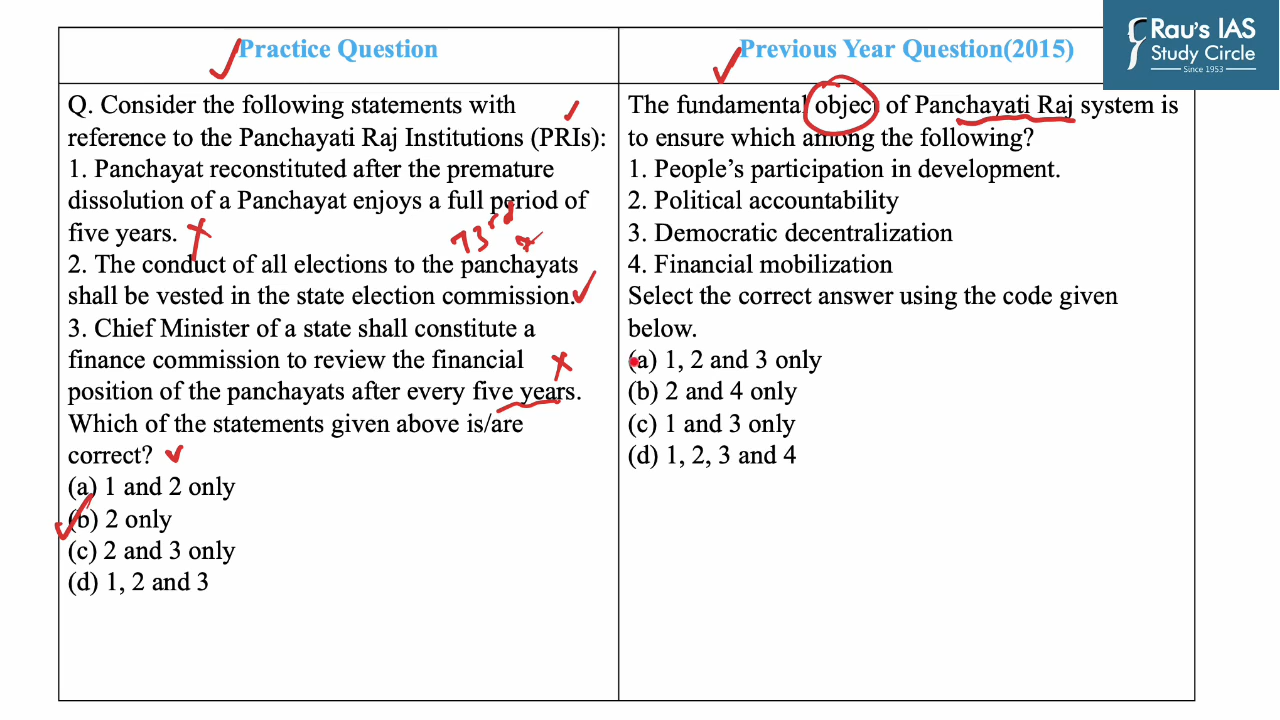 Rau's IAS
Study Circle
Since 1953
Practice Question
Q. Consider the following statements with
reference to the Panchayati Raj Institutions (PRIs):
1. Panchayat reconstituted after the premature
dissolution of a Panchayat enjoys a full period of
five years.
73rd
2. The conduct of all elections to the panchayats
shall be vested in the state election commission.
3. Chief Minister of a state shall constitute a
finance commission to review the financial
position of the panchayats after every five years.
Which of the statements given above is/are
correct?
(a) 1 and 2 only
(b) 2 only
(c) 2 and 3 only
(d) 1, 2 and 3
Previous Year Question(2015)
The fundamental object of Panchayati Raj system is
to ensure which among the following?
1. People's participation in development.
2. Political accountability
3. Democratic decentralization
4. Financial mobilization
Select the correct answer using the code given
below.
(a) 1, 2 and 3 only
(b) 2 and 4 only
(c) 1 and 3 only
(d) 1, 2, 3 and 4